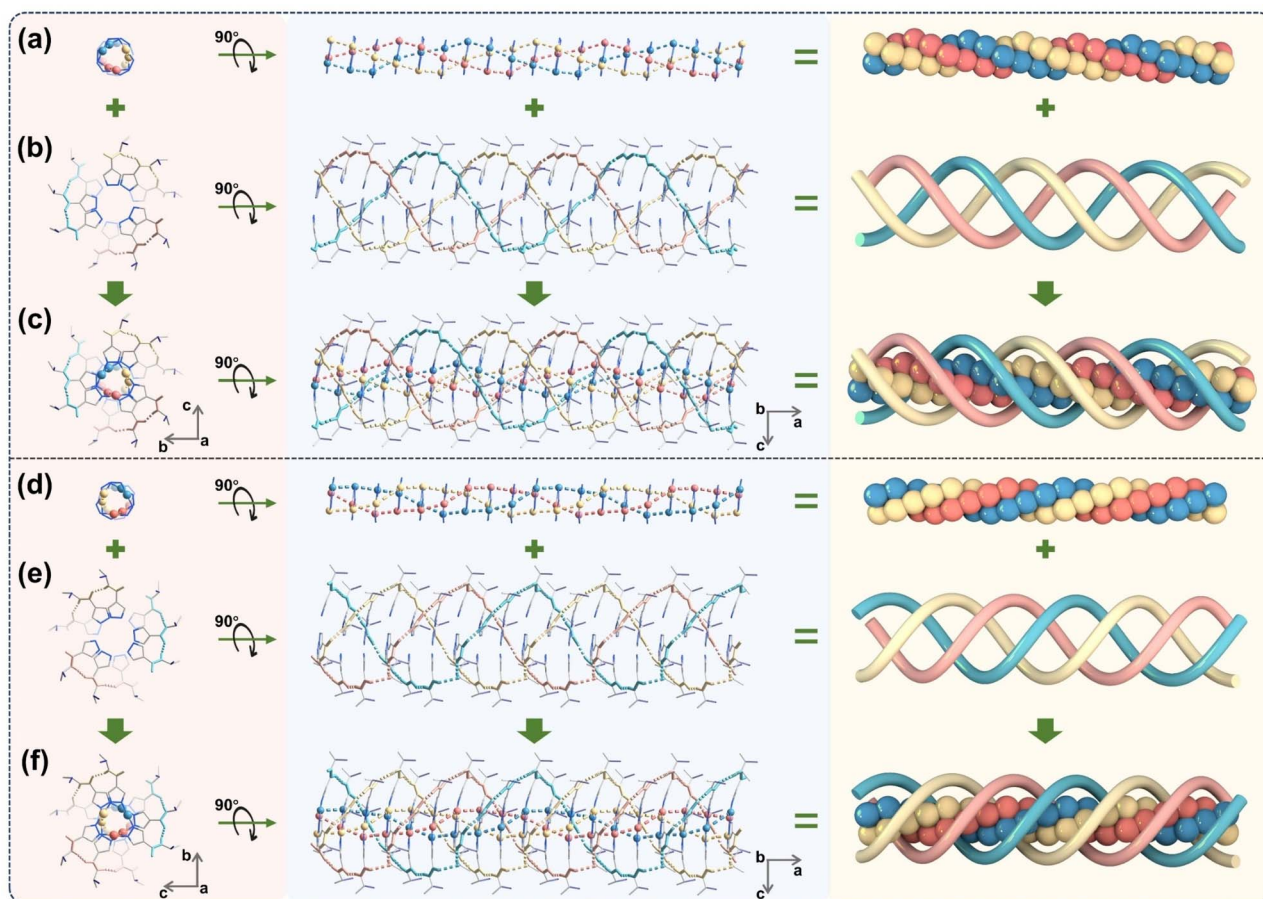 (a)
90°
+
+
+
=
(b)
90°
=
(c)
90°
=
c
b
a
b
a
c
(d)
90°
=
+
+
+
(e)
90°
=
(f)
90°
=
b
c
a
b
a
c